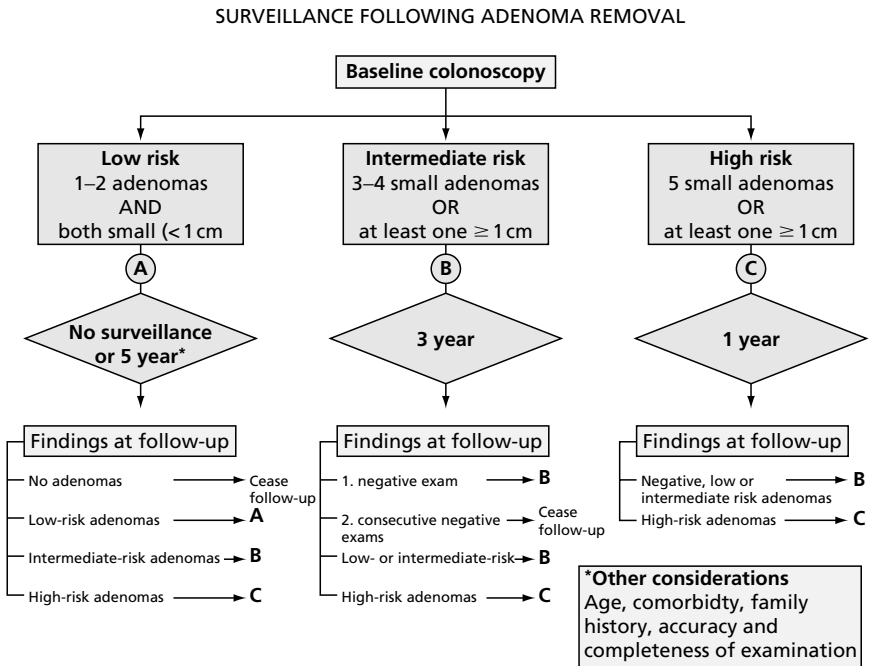 SURVEILLANCE FOLLOWING ADENOMA REMOVAL
Baseline colonoscopy
Low risk
1–2 adenomas
AND
both small (< 1 cm
A
No surveillance
or 5 year*
Findings at follow-up
No adenomas
Cease
follow-up
Low-risk adenomas
A
Intermediate-risk adenomas
B
High-risk adenomas
C
Intermediate risk
3–4 small adenomas
OR
at least one ≥ 1 cm
B
3 year
Findings at follow-up
1. negative exam
B
2. consecutive negative
exams
Cease
follow-up
Low- or intermediate-risk
B
High-risk adenomas
C
High risk
5 small adenomas
OR
at least one ≥ 1 cm
C
1 year
Findings at follow-up
Negative, low or
intermediate risk adenomas
B
High-risk adenomas
C
*Other considerations
Age, comorbidty, family
history, accuracy and
completeness of examination